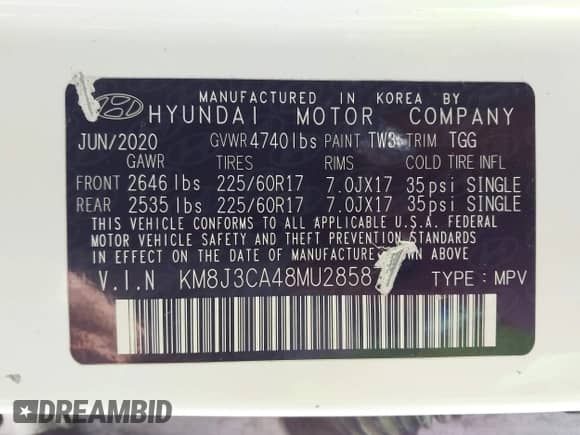 MANUFACTURED IN KOREA BY
HYUNDAI MOTOR COMPANY
JUN/2020 GVWR 4740lbs PAINT TW3 TRIM TGG
GAWR TIRES RIMS COLD TIRE INFL
FRONT 2646lbs 225/60R17 7.0JX17 35psi SINGLE
REAR 2535lbs 225/60R17 7.0JX17 35psi SINGLE
THIS VEHICLE CONFORMS TO ALL APPLICABLE U.S.A. FEDERAL
MOTOR VEHICLE SAFETY AND THEFT PREVENTION STANDARDS
IN EFFECT ON THE DATE OF MANUFACTURE SHOWN ABOVE.
V.I.N TYPE: MPV
DREAMBID